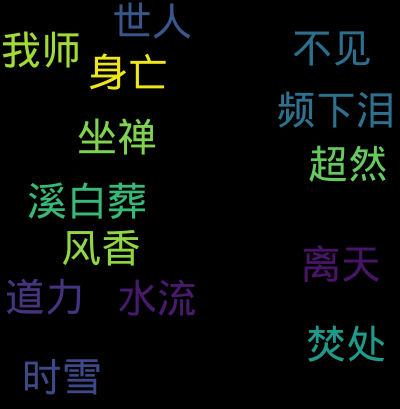 世人
我师
不见
身亡
频下泪
坐禅
超然
溪白葬
风香
离天
道力
水流
焚处
时雪